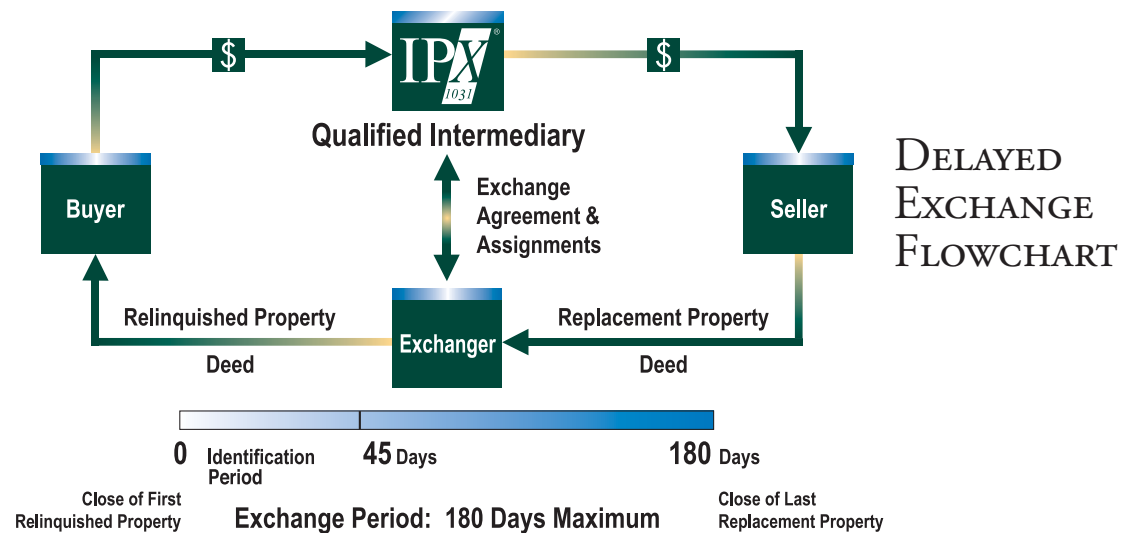 $
$
IPX
®
1031
Qualified Intermediary
DELAYED
EXCHANGE
FLOWCHART
Buyer
Exchange
Agreement &
Assignments
Seller
Relinquished Property
Deed
Exchanger
Replacement Property
Deed
0
Identification
Period
45 Days
180 Days
Close of First
Relinquished Property
Exchange Period: 180 Days Maximum
Close of Last
Replacement Property